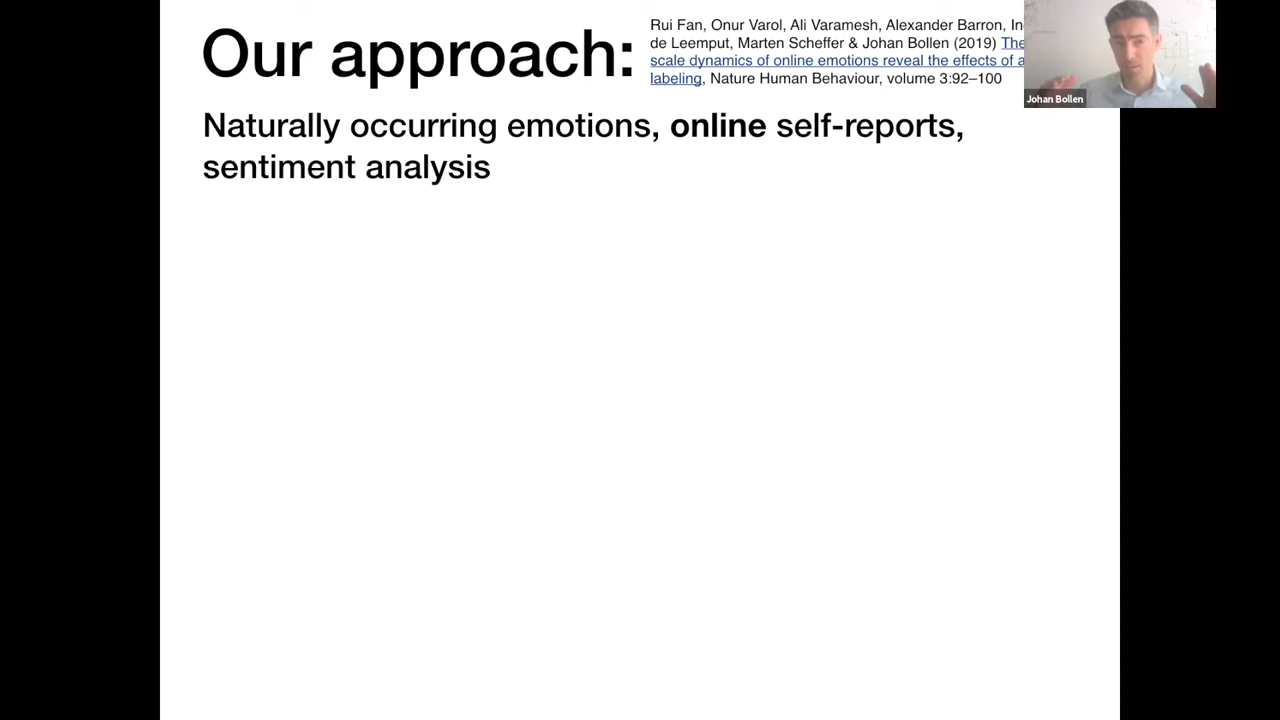 Our approach:
Rui Fan, Onur Varol, Ali Varamesh, Alexander Barron,
de Leemput, Marten Scheffer & Johan Bollen (2019) The
scale dynamics of online emotions reveal the effects of
labeling, Nature Human Behaviour, volume 3:92–100
Johan Bollen
Naturally occurring emotions, online self-reports,
sentiment analysis